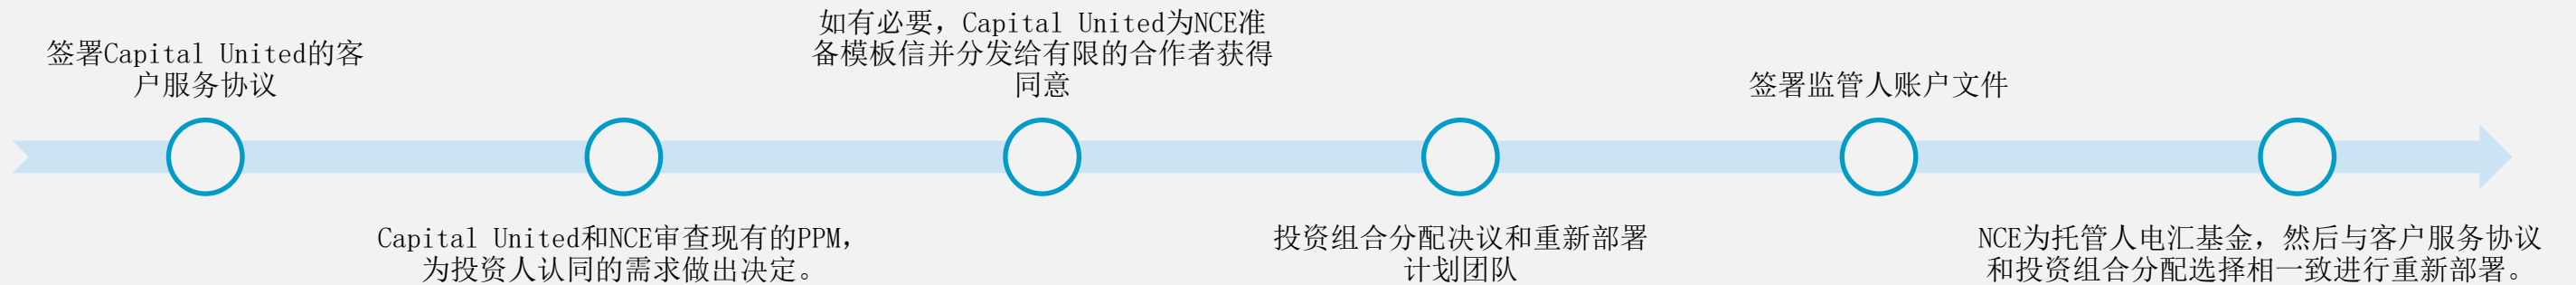 签署Capital United的客
户服务协议
Capital United和NCE审查现有的PPM，
为投资人认同的需求做出决定。
如有必要，Capital United为NCE准
备模板信并分发给有限的合作者获得
同意
投资组合分配决议和重新部署
计划团队
签署监管人账户文件
NCE为托管人电汇基金，然后与客户服务协议
和投资组合分配选择相一致进行重新部署。